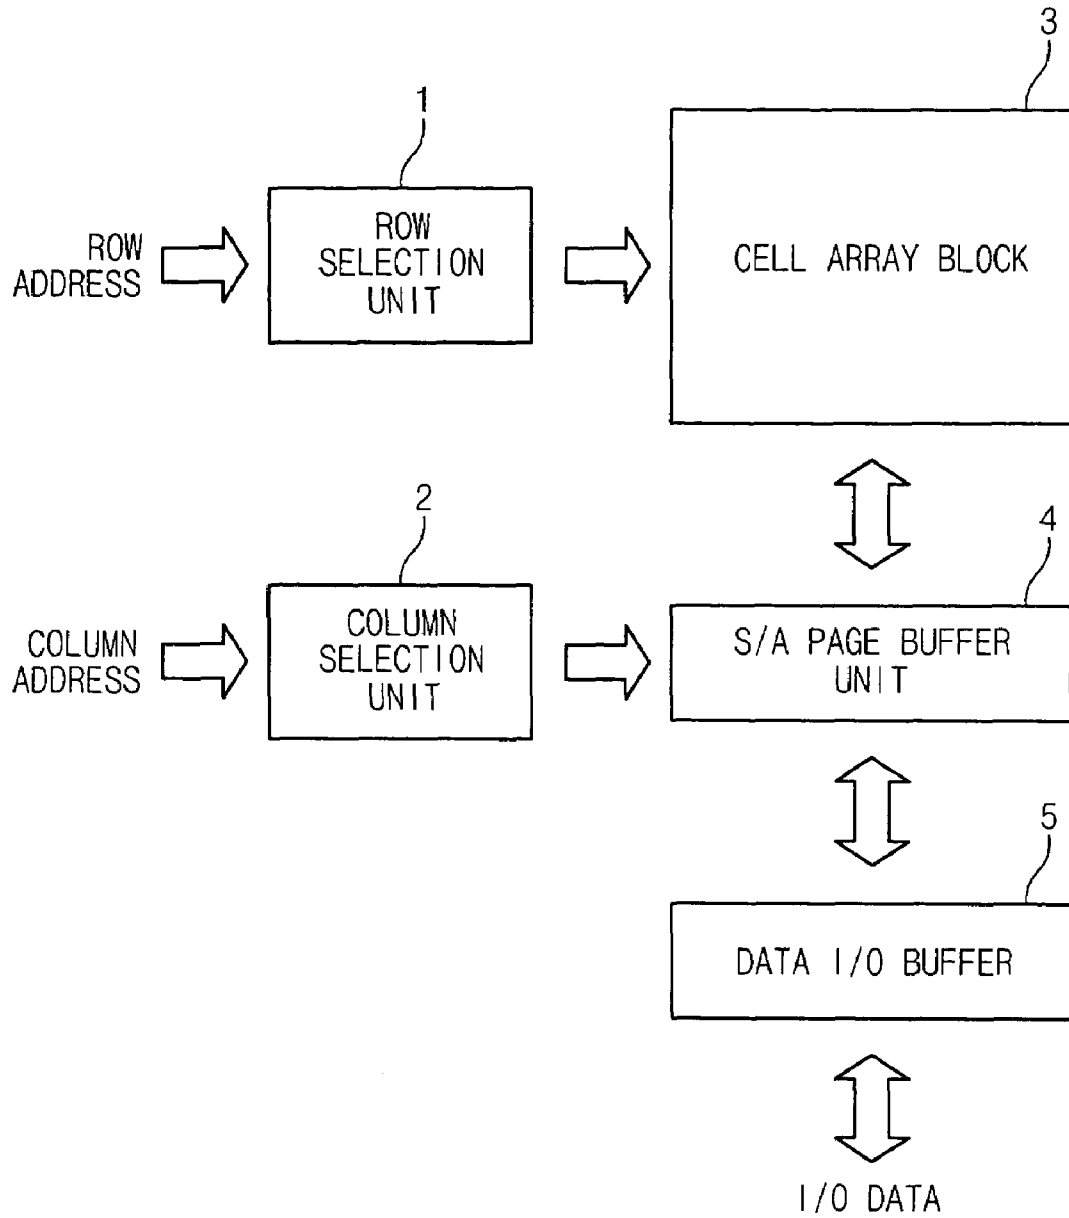 3
1
ROW
ADDRESS
ROW
SELECTION
UNIT
CELL ARRAY BLOCK
2
4
COLUMN
ADDRESS
COLUMN
SELECTION
UNIT
S/A PAGE BUFFER
UNIT
5
DATA I/O BUFFER
I/O DATA